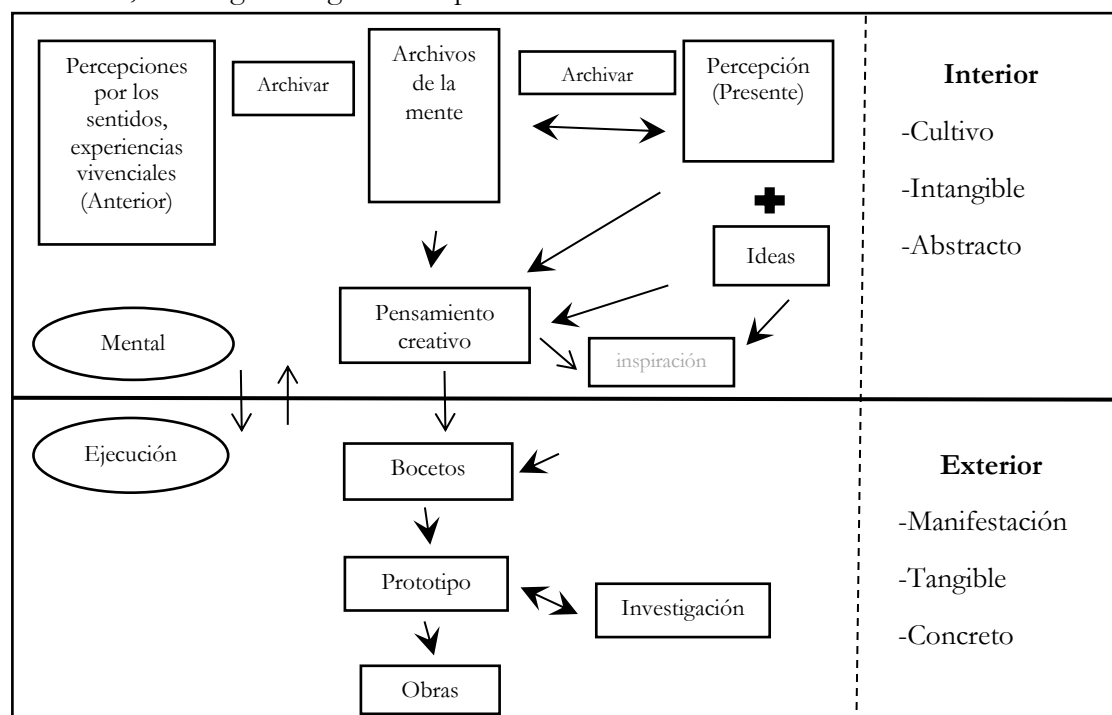 Percepciones
por los
sentidos,
experiencias
vivenciales
(Anterior)
Archivar
Archivos
de la
mente
Archivar
Percepción
(Presente)
Ideas
Pensamiento
creativo
inspiración
Mental
Interior
-Cultivo
-Intangible
-Abstracto
Ejecución
Bocetos
Prototipo
Investigación
Obras
Exterior
-Manifestación
-Tangible
-Concreto